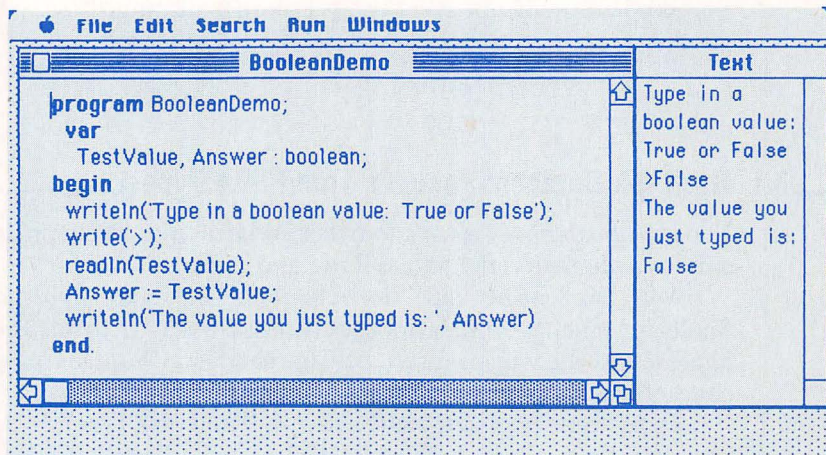 File Edit Search Run Windows
BooleanDemo
program BooleanDemo;
var
TestValue, Answer : boolean;
begin
writeln('Type in a boolean value:  True or False');
write('>');
readln(TestValue);
Answer := TestValue;
writeln('The value you just typed is: ', Answer)
end.
Text
Type in a
boolean value:
True or False
>False
The value you
just typed is:
False